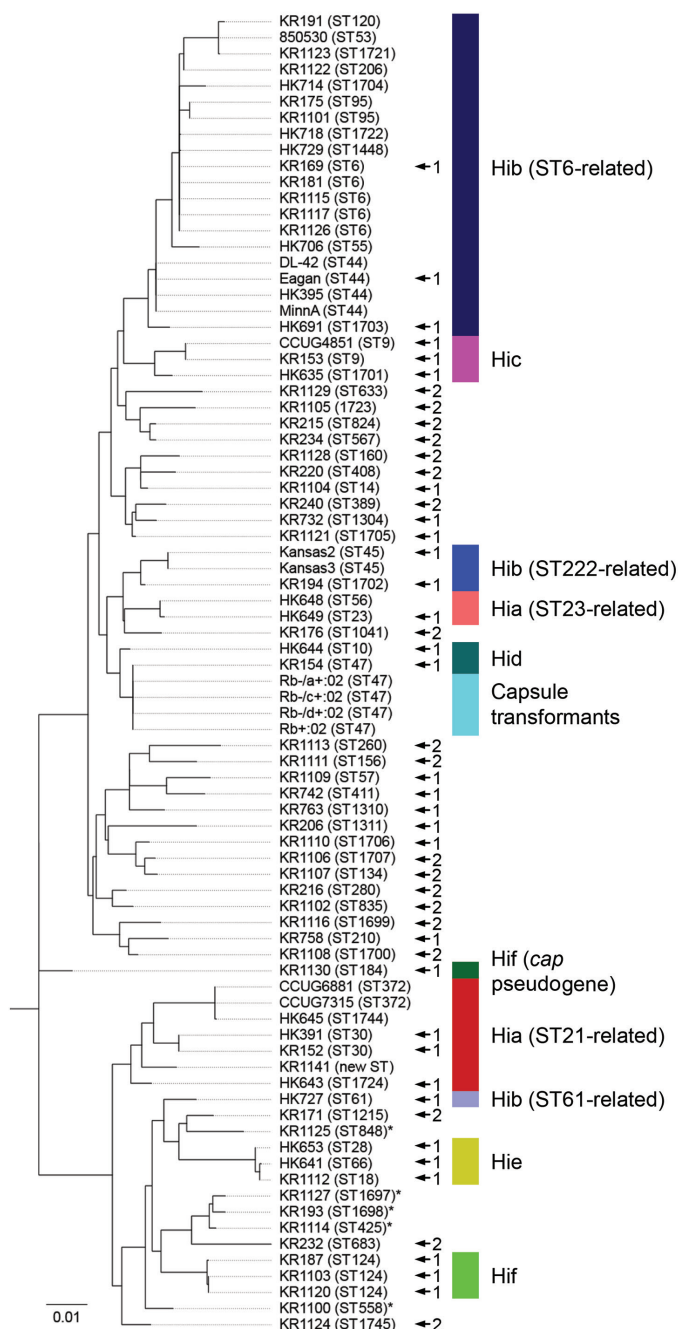 KR191 (ST120)
850530 (ST53)
KR1123 (ST1721)
KR1122 (ST206)
HK714 (ST1704)
KR175 (ST95)
KR1101 (ST95)
HK718 (ST1722)
HK729 (ST1448)
KR169 (ST6) 1
Hib (ST6-related)
KR181 (ST6)
KR1115 (ST6)
KR1117 (ST6)
KR1126 (ST6)
HK706 (ST55)
DL-42 (ST44)
Eagan (ST44) 1
HK395 (ST44)
MinnA (ST44)
HK691 (ST1703) 1
CCUG4851 (ST9) 1
KR153 (ST9) 1
Hic
HK635 (ST1701) 1
KR1129 (ST633) 2
KR1105 (1723) 2
KR215 (ST824) 2
KR234 (ST567) 2
KR1128 (ST160) 2
KR220 (ST408) 2
KR1104 (ST14) 1
KR240 (ST389) 2
KR732 (ST1304) 1
KR1121 (ST1705) 1
Kansas2 (ST45) 1
Kansas3 (ST45)
Hib (ST222-related)
KR194 (ST1702) 1
HK648 (ST56)
Hia (ST23-related)
HK649 (ST23) 1
KR176 (ST1041) 2
HK644 (ST10) 1
Hid
KR154 (ST47) 1
Rb-/a+:02 (ST47)
Rb-/c+:02 (ST47)
Capsule
transformants
Rb-/d+:02 (ST47)
Rb+:02 (ST47)
KR1113 (ST260) 2
KR1111 (ST156) 2
KR1109 (ST57) 1
KR742 (ST411) 1
KR763 (ST1310) 1
KR206 (ST1311) 1
KR1110 (ST1706) 1
KR1106 (ST1707) 2
KR1107 (ST134) 2
KR216 (ST280) 2
KR1102 (ST835) 2
KR1116 (ST1699) 2
KR758 (ST210) 1
KR1108 (ST1700) 2
Hif (cap
pseudogene)
KR1130 (ST184) 1
CCUG6881 (ST372)
CCUG7315 (ST372)
HK645 (ST1744)
HK391 (ST30) 1
Hia (ST21-related)
KR152 (ST30) 1
KR1141 (new ST)
HK643 (ST1724) 1
HK727 (ST61) 1
Hib (ST61-related)
KR171 (ST1215) 2
KR1125 (ST848)*
HK653 (ST28) 1
HK641 (ST66) 1
Hie
KR1112 (ST18) 1
KR1127 (ST1697)*
KR193 (ST1698)*
KR1114 (ST425)*
KR232 (ST683) 2
KR187 (ST124) 1
KR1103 (ST124) 1
Hif
KR1120 (ST124) 1
KR1100 (ST558)*
0.01
KR1124 (ST1745) 2